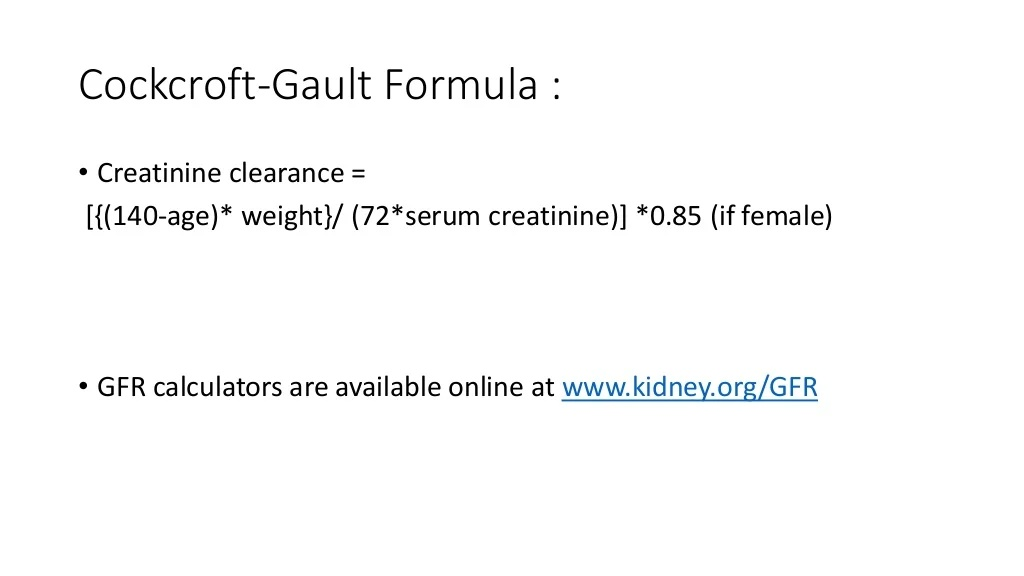 Cockcroft-Gault Formula :
• Creatinine clearance =
[{(140-age)* weight}/ (72*serum creatinine)] *0.85 (if female)
• GFR calculators are available online at www.kidney.org/GFR